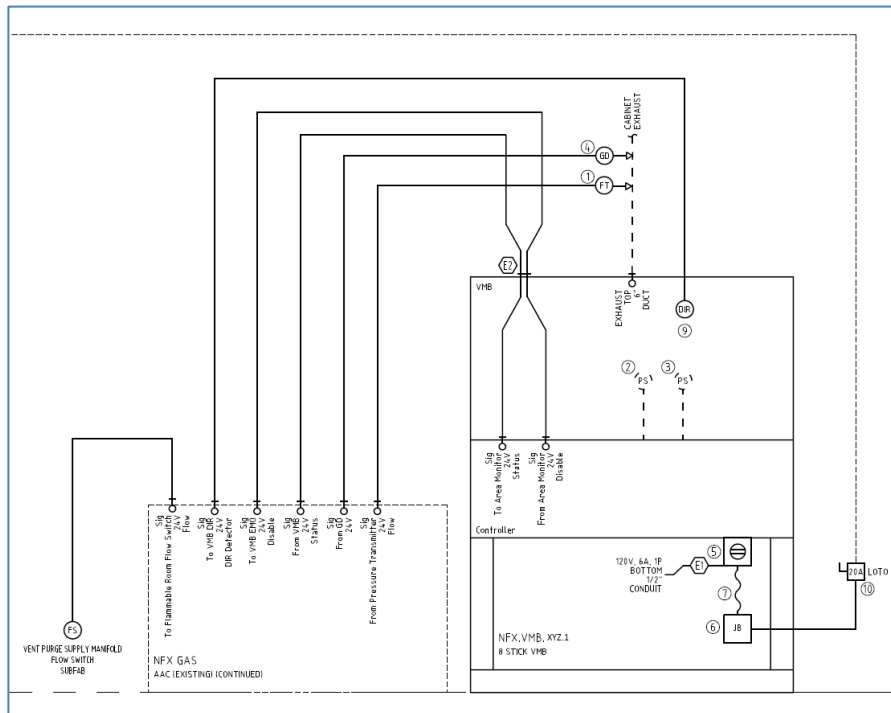 CABINET
EXHAUST
4
GD
1
FT
E2
VMB
EXHAUST
TOP
6"
DUCT
DIR
9
2
PS
3
PS
Sig
To Area Monitor
24V
Status
Sig
From Area Monitor
24V
Disable
Controller
Sig
To Flammable Room Flow Switch
24V
Flow
Sig
To VMB DIR
24V
DIR Detector
Sig
To VMB EMO
24V
Disable
Sig
From VMB
24V
Status
Sig
From GD
24V
Sig
From Pressure Transmitter
24V
Flow
5
120V, 6A, 1P
BOTTOM
1/2"
CONDUIT
E1
7
20A
LOTO
10
6
JB
FS
VENT PURGE SUPPLY MANIFOLD
FLOW SWITCH
SUBFAB
NFX GAS
AAC (EXISTING) (CONTINUED)
NFX.VMB. XYZ.1
8 STICK VMB